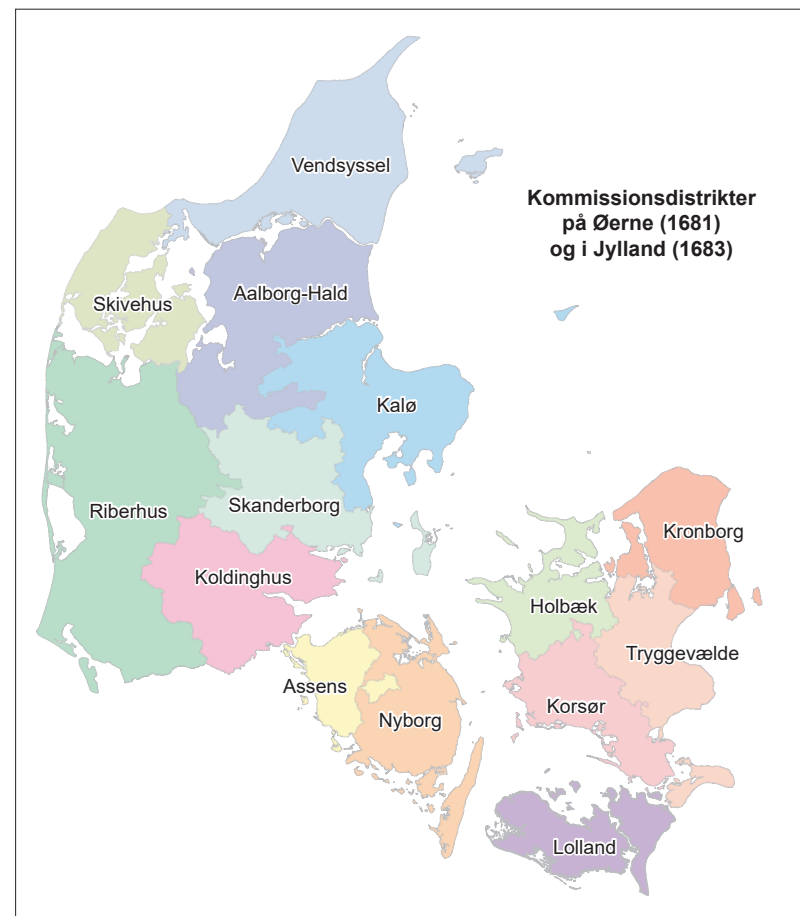 Vendsyssel
Kommissionsdistrikter
på Øerne (1681)
og i Jylland (1683)
Skivehus
Aalborg-Hald
Kalø
Riberhus
Skanderborg
Kronborg
Koldinghus
Holbæk
Tryggevælde
Assens
Korsør
Nyborg
Lolland